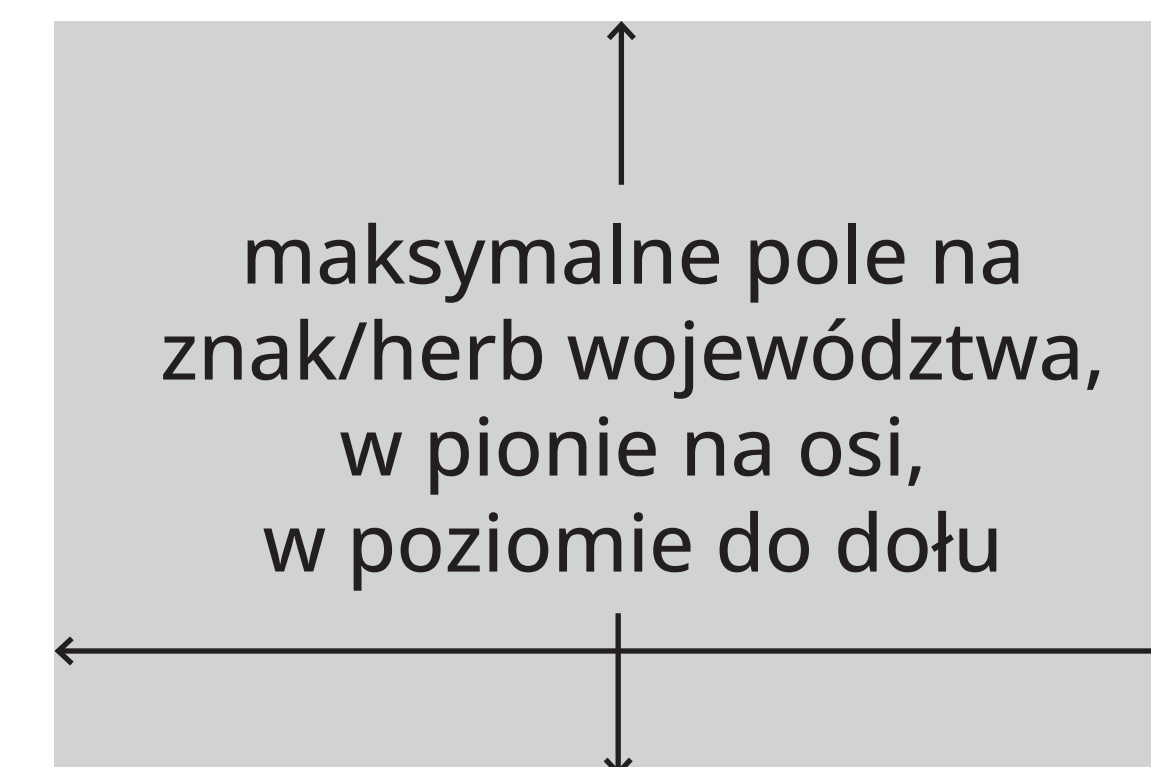 maksymalne pole na
znak/herb województwa,
w pionie na osi,
w poziomie do dołu